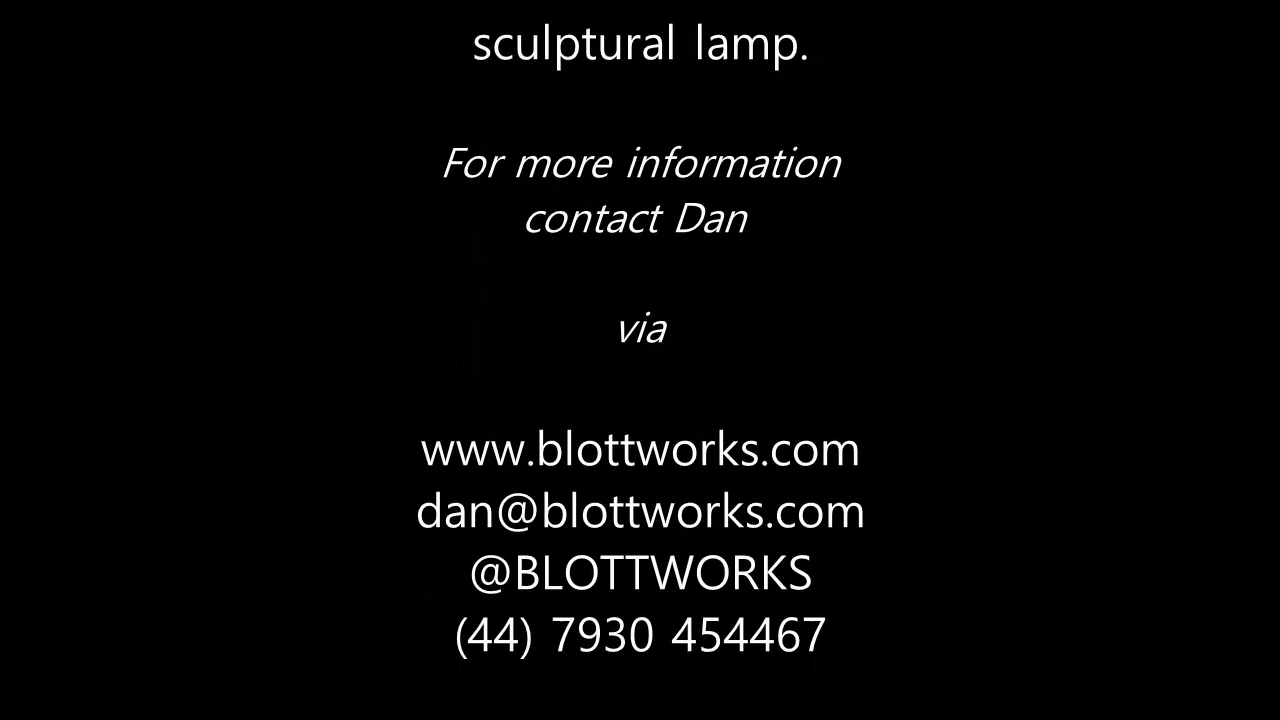 sculptural lamp.
For more information
contact Dan
via
www.blottworks.com
dan@blottworks.com
@BLOTTWORKS
(44) 7930 454467